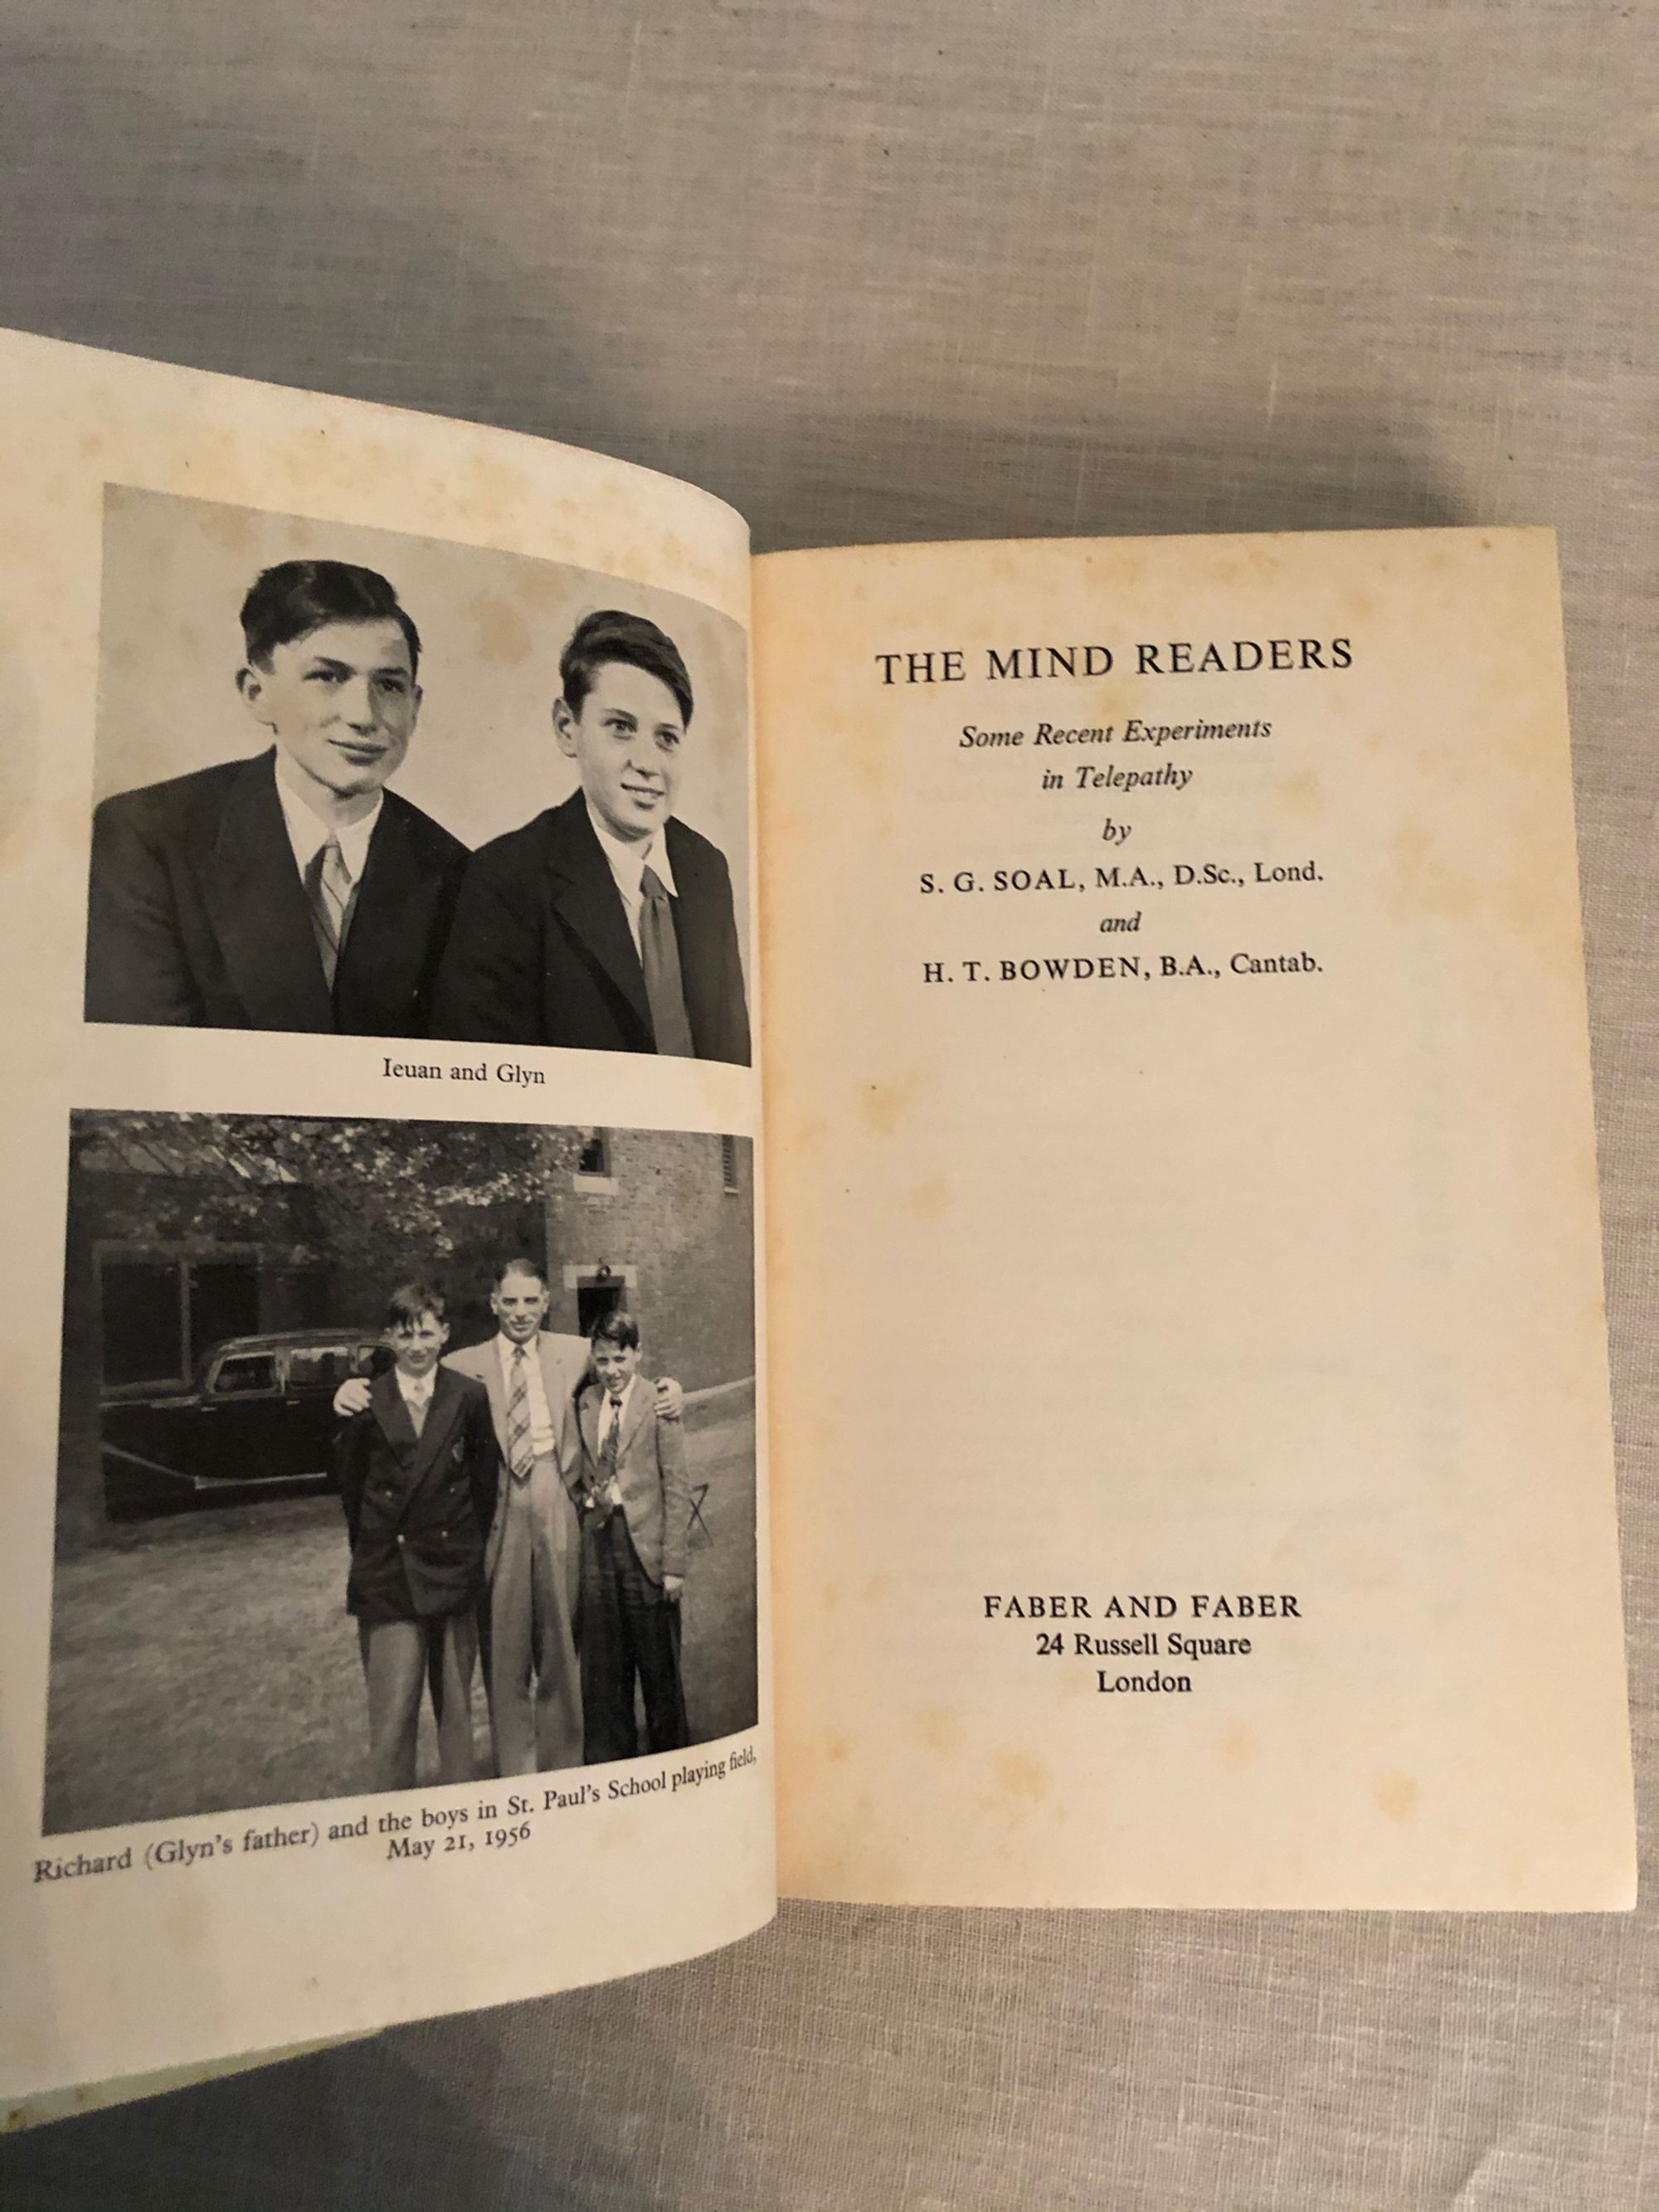 Ieuan and Glyn
Richard (Glyn's father) and the boys in St. Paul's School playing field,
May 21, 1956
THE MIND READERS
Some Recent Experiments
in Telepathy
by
S. G. SOAL, M.A., D.Sc., Lond.
and
H. T. BOWDEN, B.A., Cantab.
FABER AND FABER
24 Russell Square
London